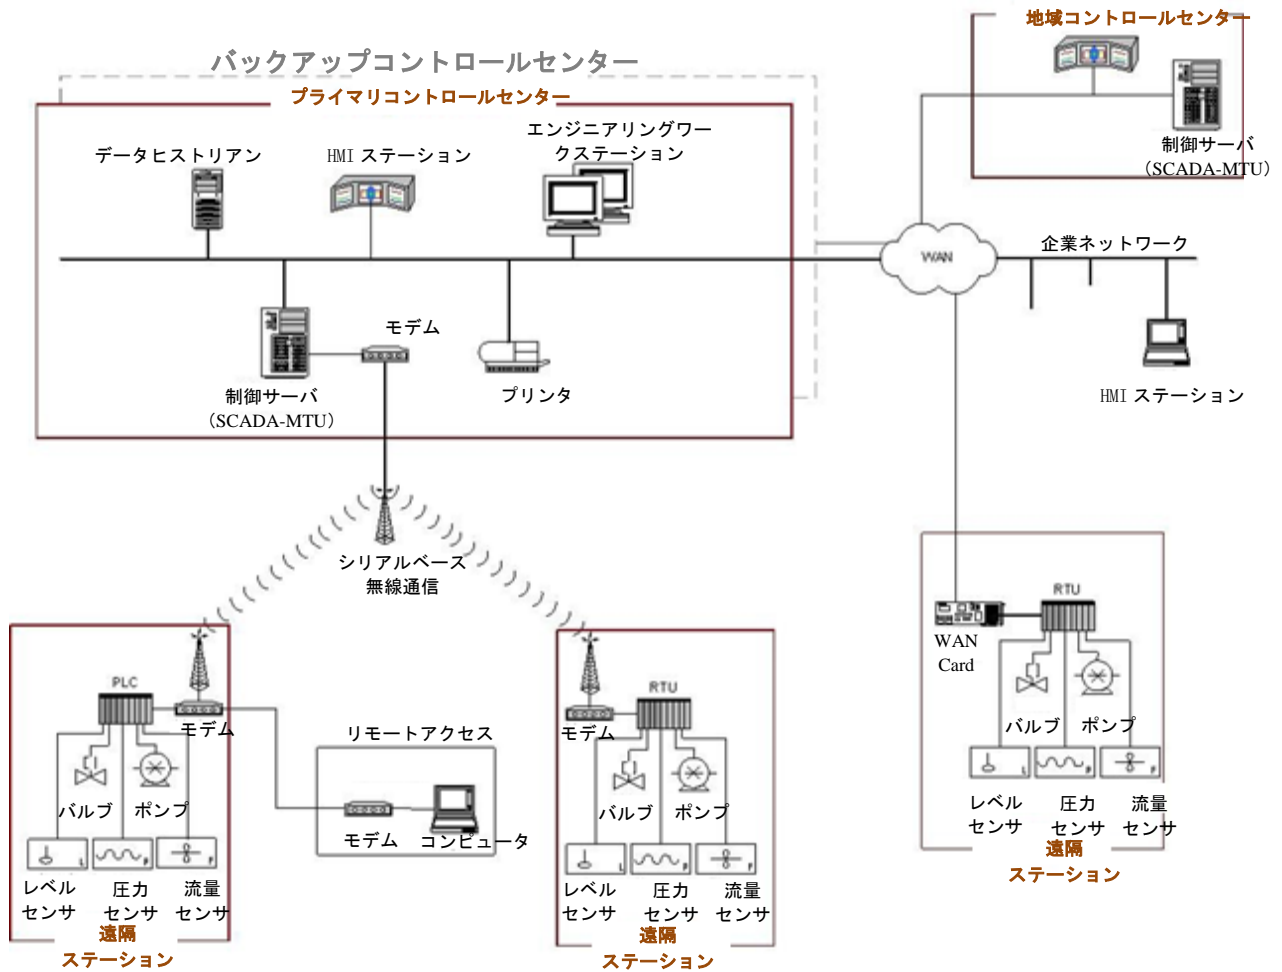 バックアップコントロールセンター
プライマリコントロールセンター
データヒストリアン
HMI ステーション
エンジニアリングワー
クステーション
制御サーバ
（SCADA-MTU）
モデム
プリンタ
地域コントロールセンター
制御サーバ
（SCADA-MTU）
WAN
企業ネットワーク
HMI ステーション
シリアルベース
無線通信
PLC
モデム
バルブ
ポンプ
L
P
F
レベル
センサ
圧力
センサ
流量
センサ
遠隔
ステーション
リモートアクセス
モデム
コンピュータ
RTU
モデム
バルブ
ポンプ
L
P
F
レベル
センサ
圧力
センサ
流量
センサ
遠隔
ステーション
RTU
WAN
Card
バルブ
ポンプ
L
P
F
レベル
センサ
圧力
センサ
流量
センサ
遠隔
ステーション